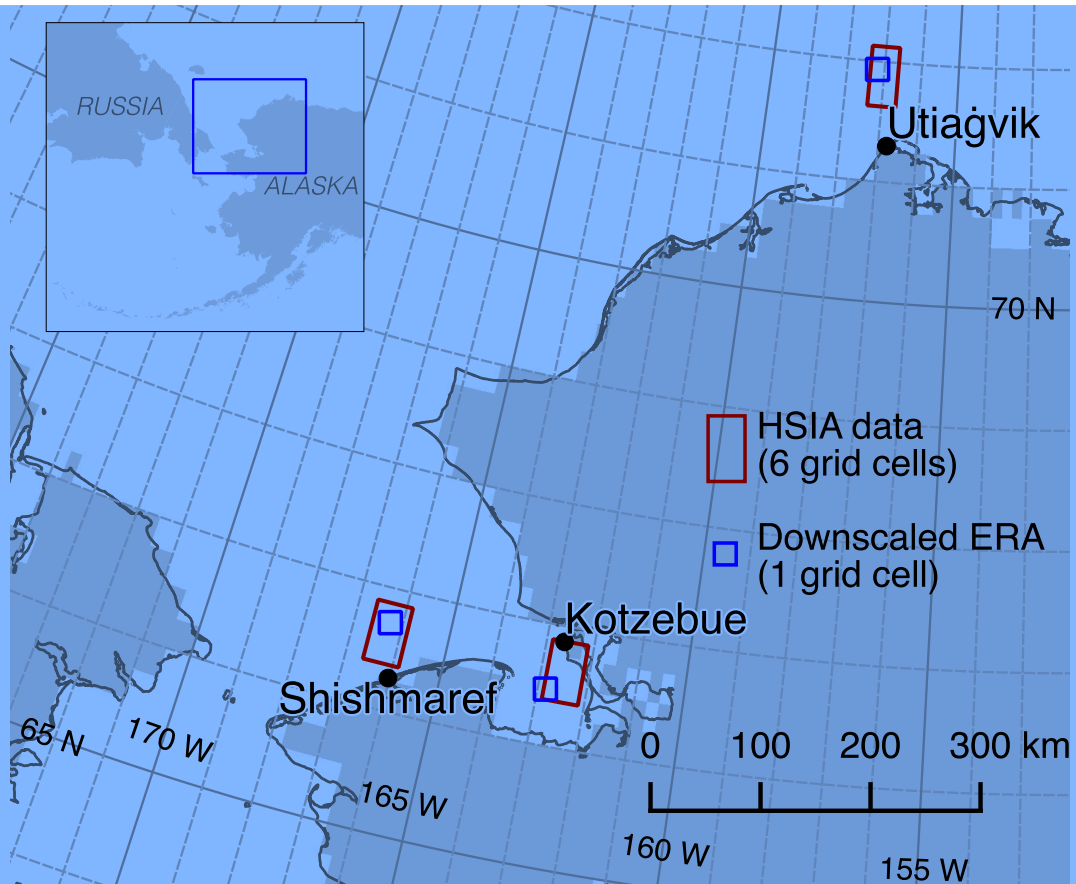 RUSSIA
ALASKA
Utiaġvik
70 N
HSIA data
(6 grid cells)
Downscaled ERA
(1 grid cell)
Kotzebue
Shishmaref
65 N
170 W
165 W
0 100 200 300 km
160 W
155 W